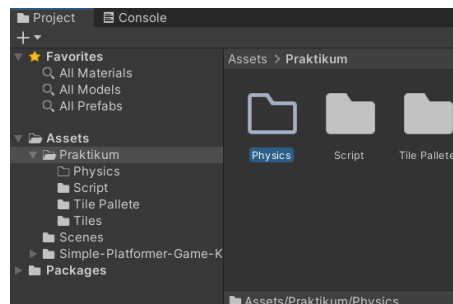 Project
Console
Favorites
Assets > Praktikum
All Materials
All Models
All Prefabs
Assets
Praktikum
Physics
Script
Tile Pallete
Physics
Script
Tile Pallete
Tiles
Scenes
Simple-Platformer-Game-K
Packages
Assets/Praktikum/Physics